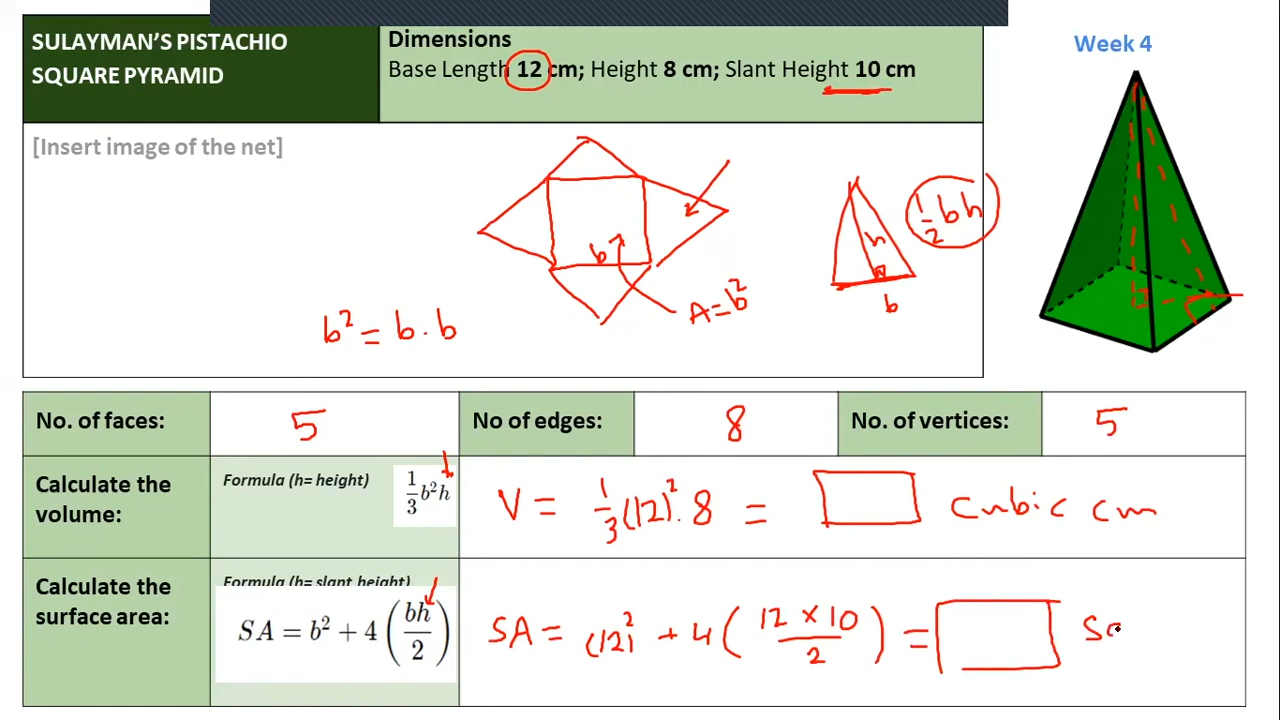 SULAYMAN'S PISTACHIO
SQUARE PYRAMID
Dimensions
Base Length 12 cm; Height 8 cm; Slant Height 10 cm
Week 4
[Insert image of the net]
b
A=b²
h
b
1/2 bh
b² = b . b
No. of faces:
5
No of edges:
8
No. of vertices:
5
Calculate the
volume:
Formula (h= height)
1/3 b²h
V = 1/3 (12)² . 8 = cubic cm
Calculate the
surface area:
Formula (h= slant height)
SA = b² + 4 (bh/2)
SA = (12)² + 4 (12 × 10 / 2) = sq